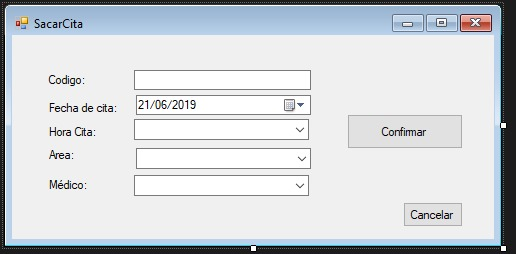 SacarCita
Codigo:
Fecha de cita: 21/06/2019
Hora Cita:
Confirmar
Area:
Médico:
Cancelar